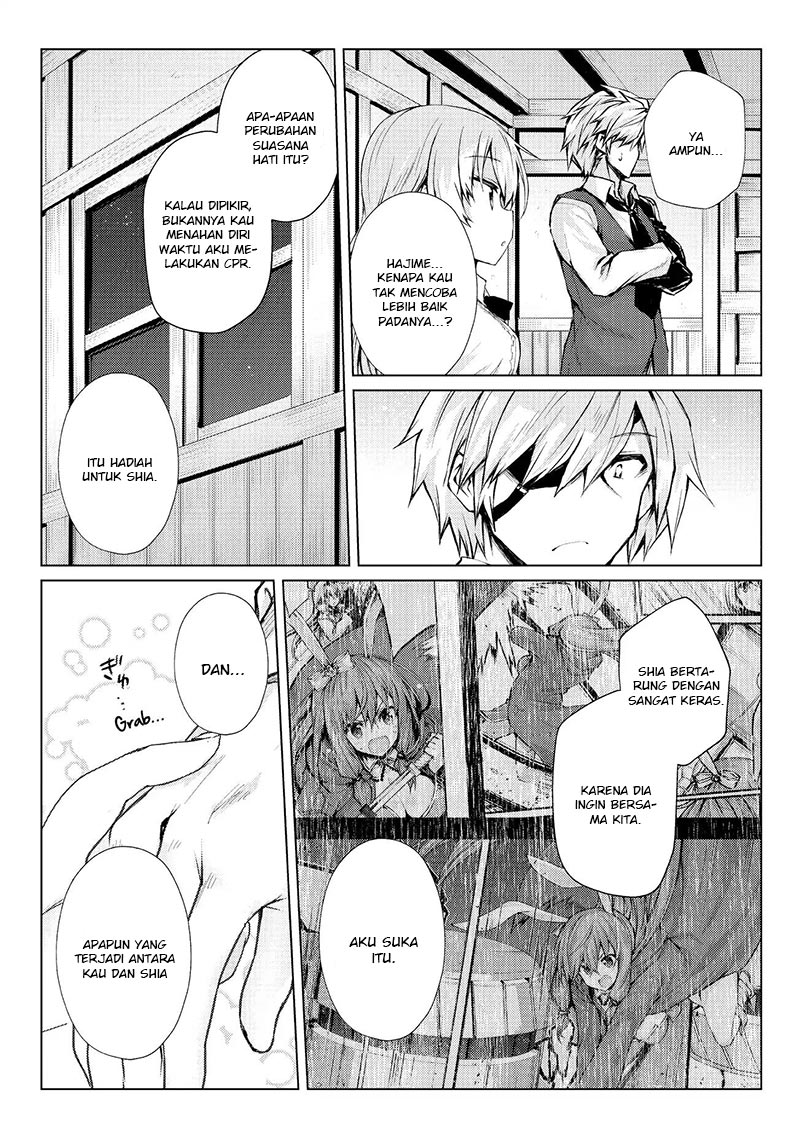 YA
AMPUN...
HAJIME...
KENAPA KAU
TAK MENCOBA
LEBIH BAIK
PADANYA...?
APA-APAAN
PERUBAHAN
SUASANA
HATI ITU?
KALAU DIPIKIR,
BUKANNYA KAU
MENAHAN DIRI
WAKTU AKU ME-
LAKUKAN CPR.
ITU HADIAH
UNTUK SHIA.
SHIA BERTA-
RUNG DENGAN
SANGAT KERAS.
KARENA DIA
INGIN BERSA-
MA KITA.
AKU SUKA
ITU.
DAN...
ぎゅ
...
Grab...
APAPUN YANG
TERJADI ANTARA
KAU DAN SHIA